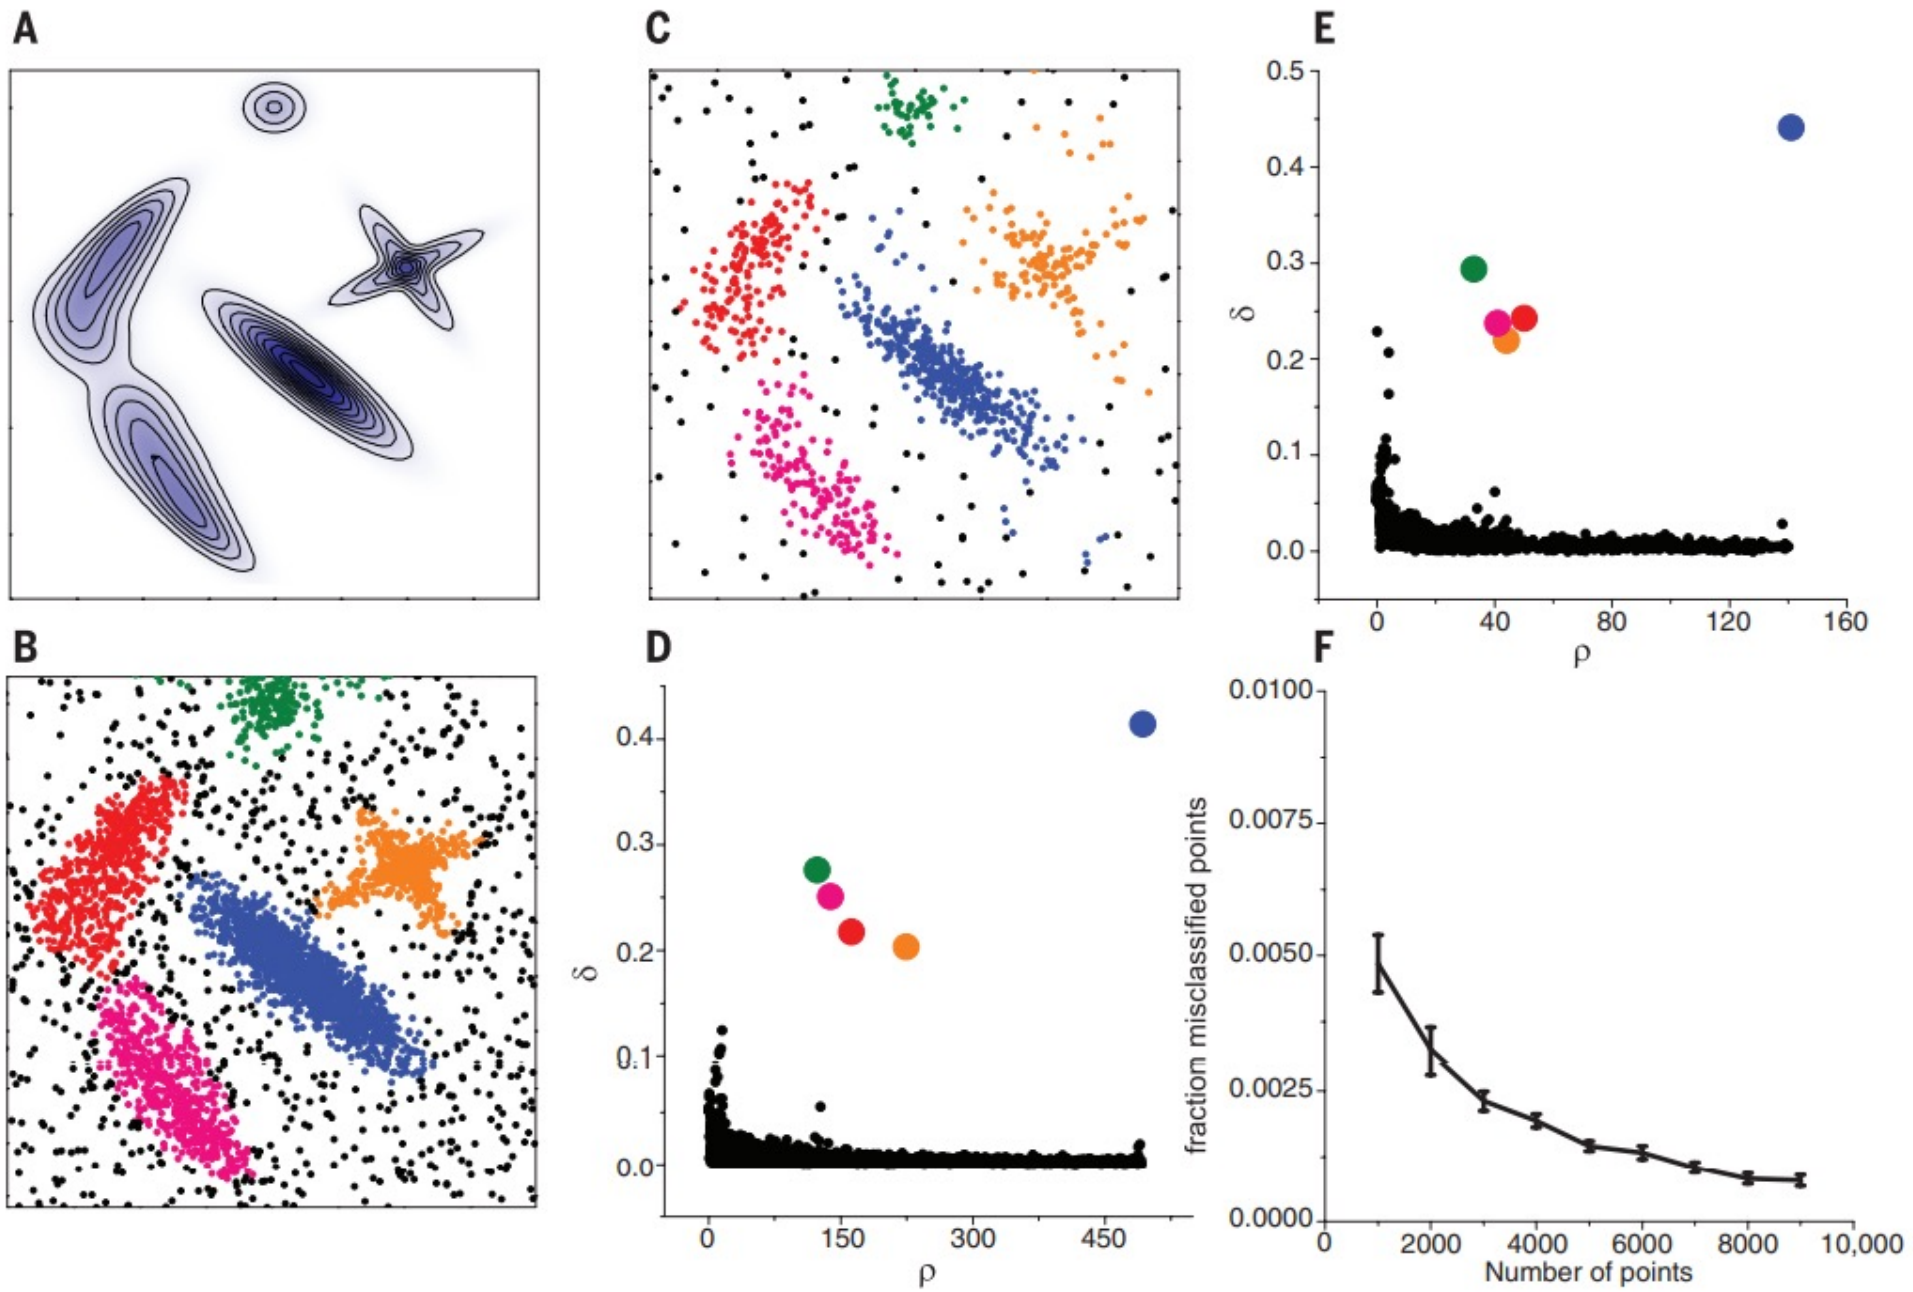 A
C
E
0.5
0.4
0.3
0.2
0.1
0.0
δ
0
40
80
120
160
ρ
B
D
0.4
0.3
0.2
0.1
0.0
δ
0
150
300
450
ρ
F
0.0100
0.0075
0.0050
0.0025
0.0000
fraction misclassified points
0
2000
4000
6000
8000
10,000
Number of points